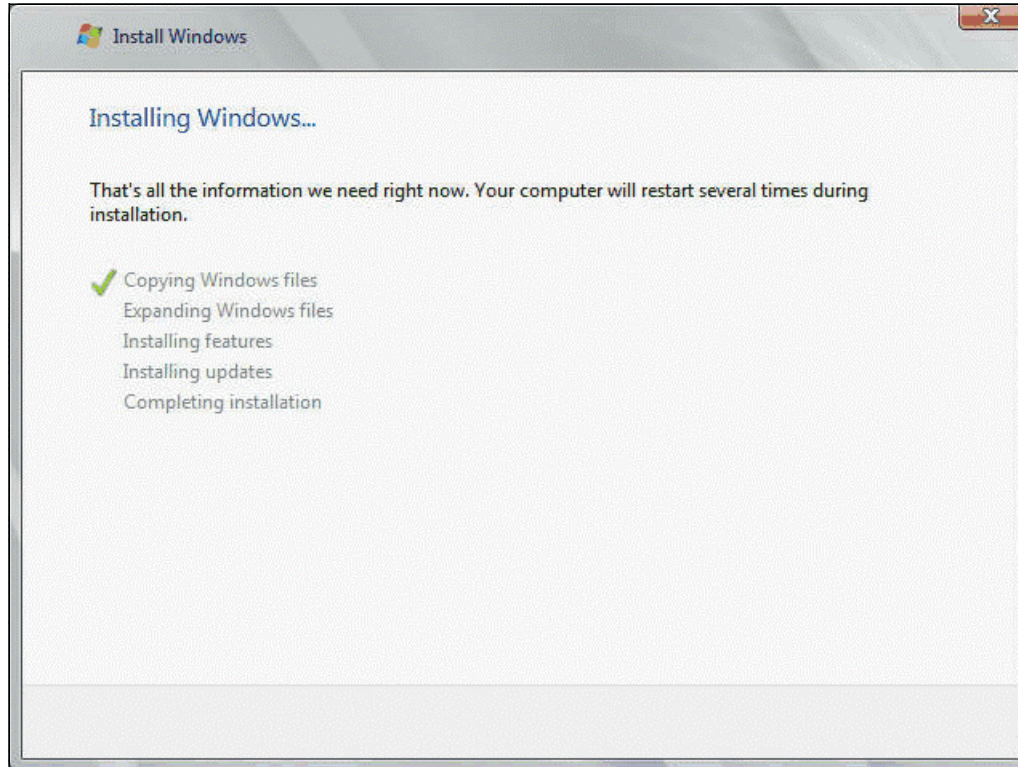 Install Windows
Installing Windows...
That's all the information we need right now. Your computer will restart several times during
installation.
Copying Windows files
Expanding Windows files
Installing features
Installing updates
Completing installation